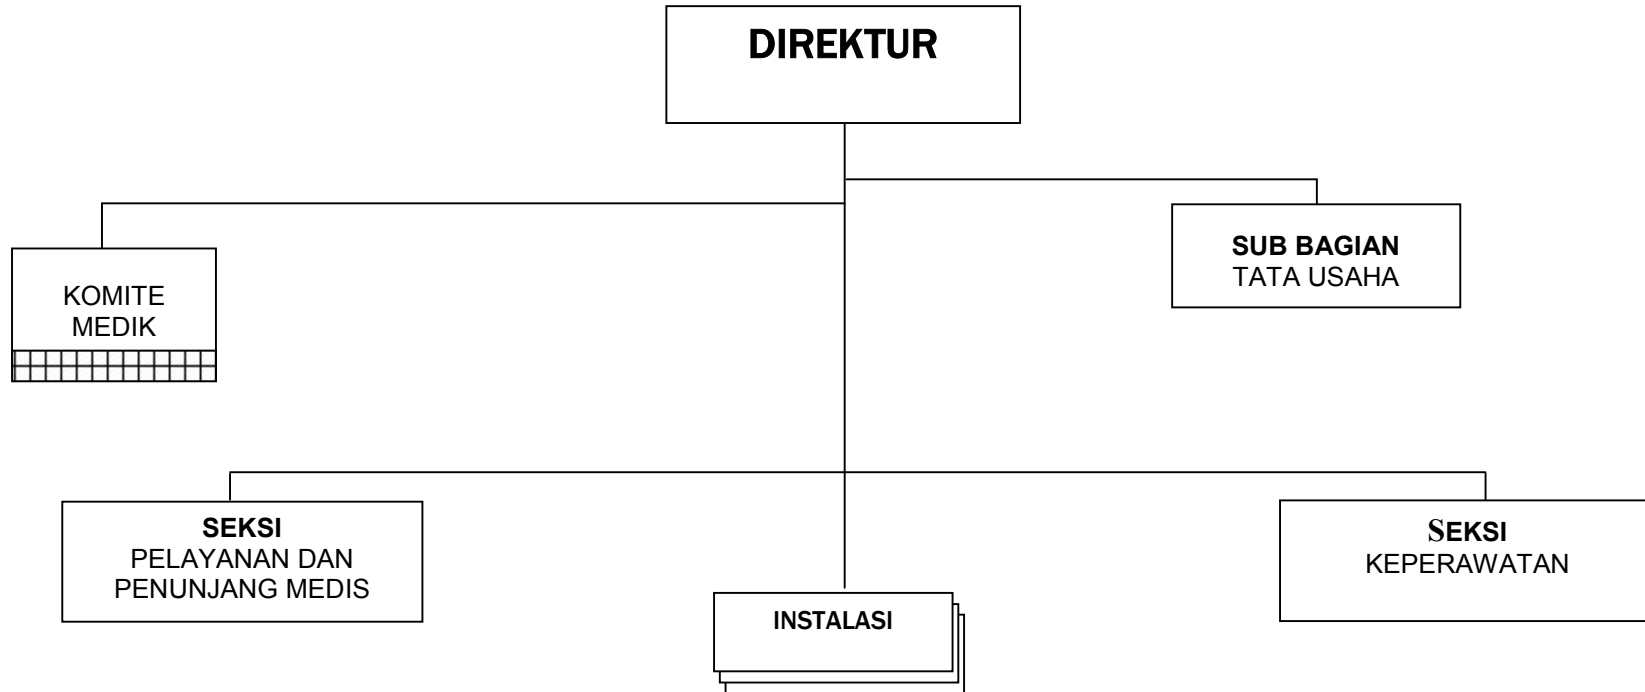 DIREKTUR
SUB BAGIAN
TATA USAHA
KOMITE
MEDIK
SEKSI
PELAYANAN DAN
PENUNJANG MEDIS
SEKSI
KEPERAWATAN
INSTALASI